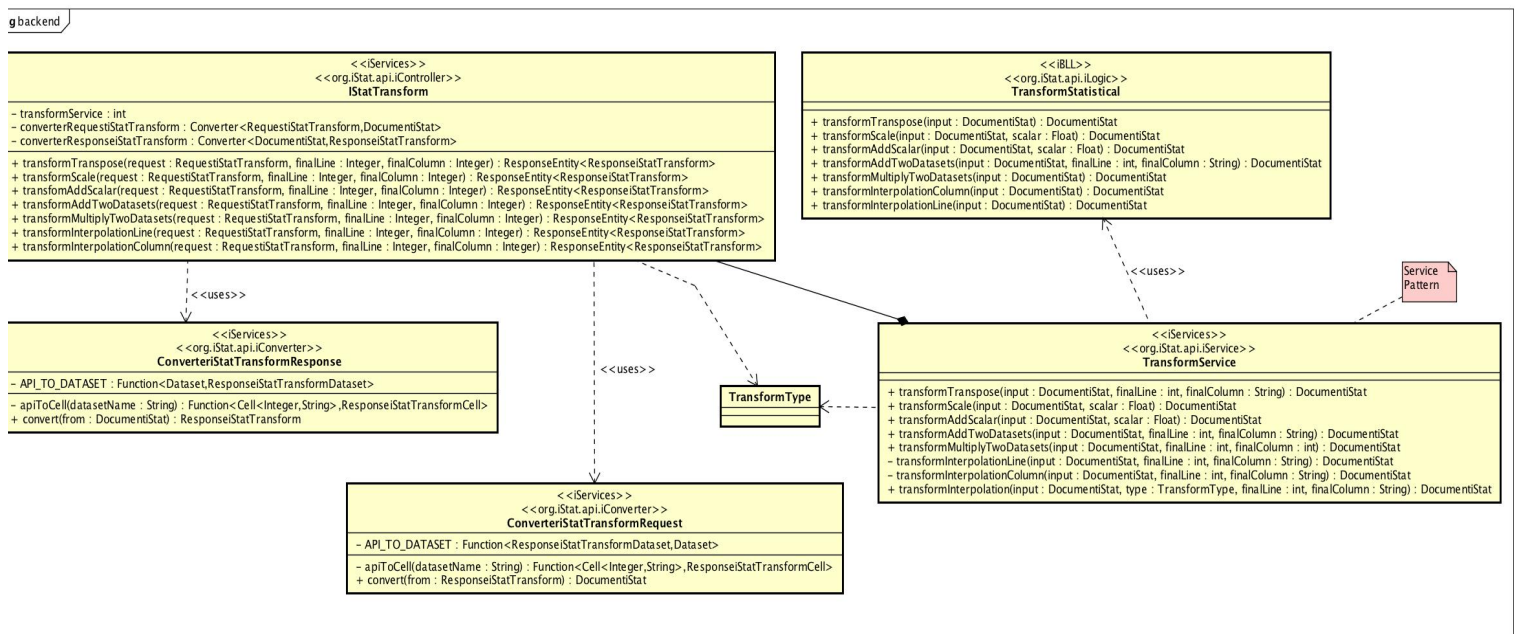 g backend
<<iServices>>
<<org.iStat.api.iController>>
IStatTransform
– transformService : int
– converterRequestiStatTransform : Converter<RequestiStatTransform,DocumentiStat>
– converterResponseiStatTransform : Converter<DocumentiStat,ResponseiStatTransform>
+ transformTranspose(request : RequestiStatTransform, finalLine : Integer, finalColumn : Integer) : ResponseEntity<ResponseiStatTransform>
+ transformScale(request : RequestiStatTransform, finalLine : Integer, finalColumn : Integer) : ResponseEntity<ResponseiStatTransform>
+ transfomAddScalar(request : RequestiStatTransform, finalLine : Integer, finalColumn : Integer) : ResponseEntity<ResponseiStatTransform>
+ transformAddTwoDatasets(request : RequestiStatTransform, finalLine : Integer, finalColumn : Integer) : ResponseEntity<ResponseiStatTransform>
+ transformMultiplyTwoDatasets(request : RequestiStatTransform, finalLine : Integer, finalColumn : Integer) : ResponseEntity<ResponseiStatTransform>
+ transformInterpolationLine(request : RequestiStatTransform, finalLine : Integer, finalColumn : Integer) : ResponseEntity<ResponseiStatTransform>
+ transformInterpolationColumn(request : RequestiStatTransform, finalLine : Integer, finalColumn : Integer) : ResponseEntity<ResponseiStatTransform>
<<iBLL>>
<<org.iStat.api.iLogic>>
TransformStatistical
+ transformTranspose(input : DocumentiStat) : DocumentiStat
+ transformScale(input : DocumentiStat, scalar : Float) : DocumentiStat
+ transformAddScalar(input : DocumentiStat, scalar : Float) : DocumentiStat
+ transformAddTwoDatasets(input : DocumentiStat, finalLine : int, finalColumn : String) : DocumentiStat
+ transformMultiplyTwoDatasets(input : DocumentiStat) : DocumentiStat
+ transformInterpolationColumn(input : DocumentiStat) : DocumentiStat
+ transformInterpolationLine(input : DocumentiStat) : DocumentiStat
<<uses>>
<<uses>>
Service
Pattern
<<iServices>>
<<org.iStat.api.iConverter>>
ConverteriStatTransformResponse
– API_TO_DATASET : Function<Dataset,ResponseiStatTransformDataset>
– apiToCell(datasetName : String) : Function<Cell<Integer,String>,ResponseiStatTransformCell>
+ convert(from : DocumentiStat) : ResponseiStatTransform
<<uses>>
TransformType
<<iServices>>
<<org.iStat.api.iService>>
TransformService
+ transformTranspose(input : DocumentiStat, finalLine : int, finalColumn : String) : DocumentiStat
+ transformScale(input : DocumentiStat, scalar : Float) : DocumentiStat
+ transformAddScalar(input : DocumentiStat, scalar : Float) : DocumentiStat
+ transformAddTwoDatasets(input : DocumentiStat, finalLine : int, finalColumn : String) : DocumentiStat
+ transformMultiplyTwoDatasets(input : DocumentiStat, finalLine : int, finalColumn : int) : DocumentiStat
– transformInterpolationLine(input : DocumentiStat, finalLine : int, finalColumn : String) : DocumentiStat
– transformInterpolationColumn(input : DocumentiStat, finalLine : int, finalColumn : String) : DocumentiStat
+ transformInterpolation(input : DocumentiStat, type : TransformType, finalLine : int, finalColumn : String) : DocumentiStat
<<iServices>>
<<org.iStat.api.iConverter>>
ConverteriStatTransformRequest
– API_TO_DATASET : Function<ResponseiStatTransformDataset,Dataset>
– apiToCell(datasetName : String) : Function<Cell<Integer,String>,ResponseiStatTransformCell>
+ convert(from : ResponseiStatTransform) : DocumentiStat